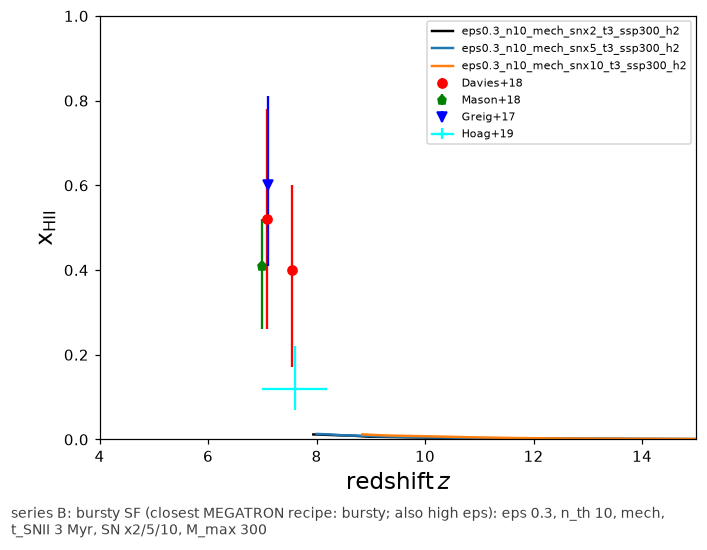 1.0
0.8
0.6
0.4
0.2
0.0
xHII
4
6
8
10
12
14
redshift z
eps0.3_n10_mech_snx2_t3_ssp300_h2
eps0.3_n10_mech_snx5_t3_ssp300_h2
eps0.3_n10_mech_snx10_t3_ssp300_h2
Davies+18
Mason+18
Greig+17
Hoag+19
series B: bursty SF (closest MEGATRON recipe: bursty; also high eps): eps 0.3, n_th 10, mech,
t_SNII 3 Myr, SN x2/5/10, M_max 300